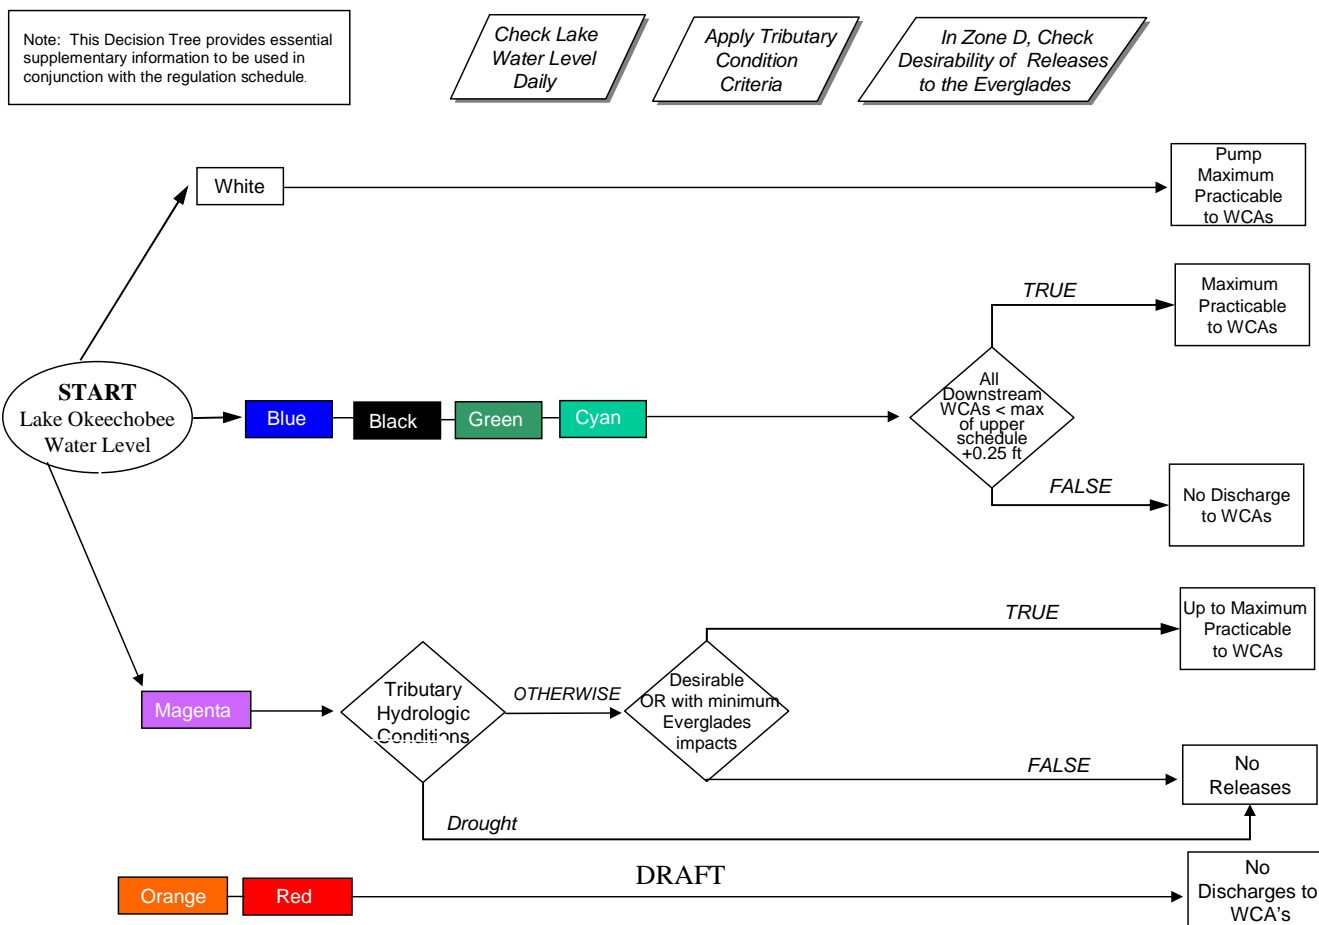 Note: This Decision Tree provides essential
supplementary information to be used in
conjunction with the regulation schedule.
Check Lake
Water Level
Daily
Apply Tributary
Condition
Criteria
In Zone D, Check
Desirability of Releases
to the Everglades
White
Pump
Maximum
Practicable
to WCAs
START
Lake Okeechobee
Water Level
Blue
Black
Green
Cyan
All
Downstream
WCAs < max
of upper
schedule
+0.25 ft
TRUE
Maximum
Practicable
to WCAs
FALSE
No Discharge
to WCAs
Magenta
Tributary
Hydrologic
Conditions
OTHERWISE
Desirable
OR with minimum
Everglades
impacts
TRUE
Up to Maximum
Practicable
to WCAs
FALSE
No
Releases
Drought
DRAFT
Orange
Red
No
Discharges to
WCA's